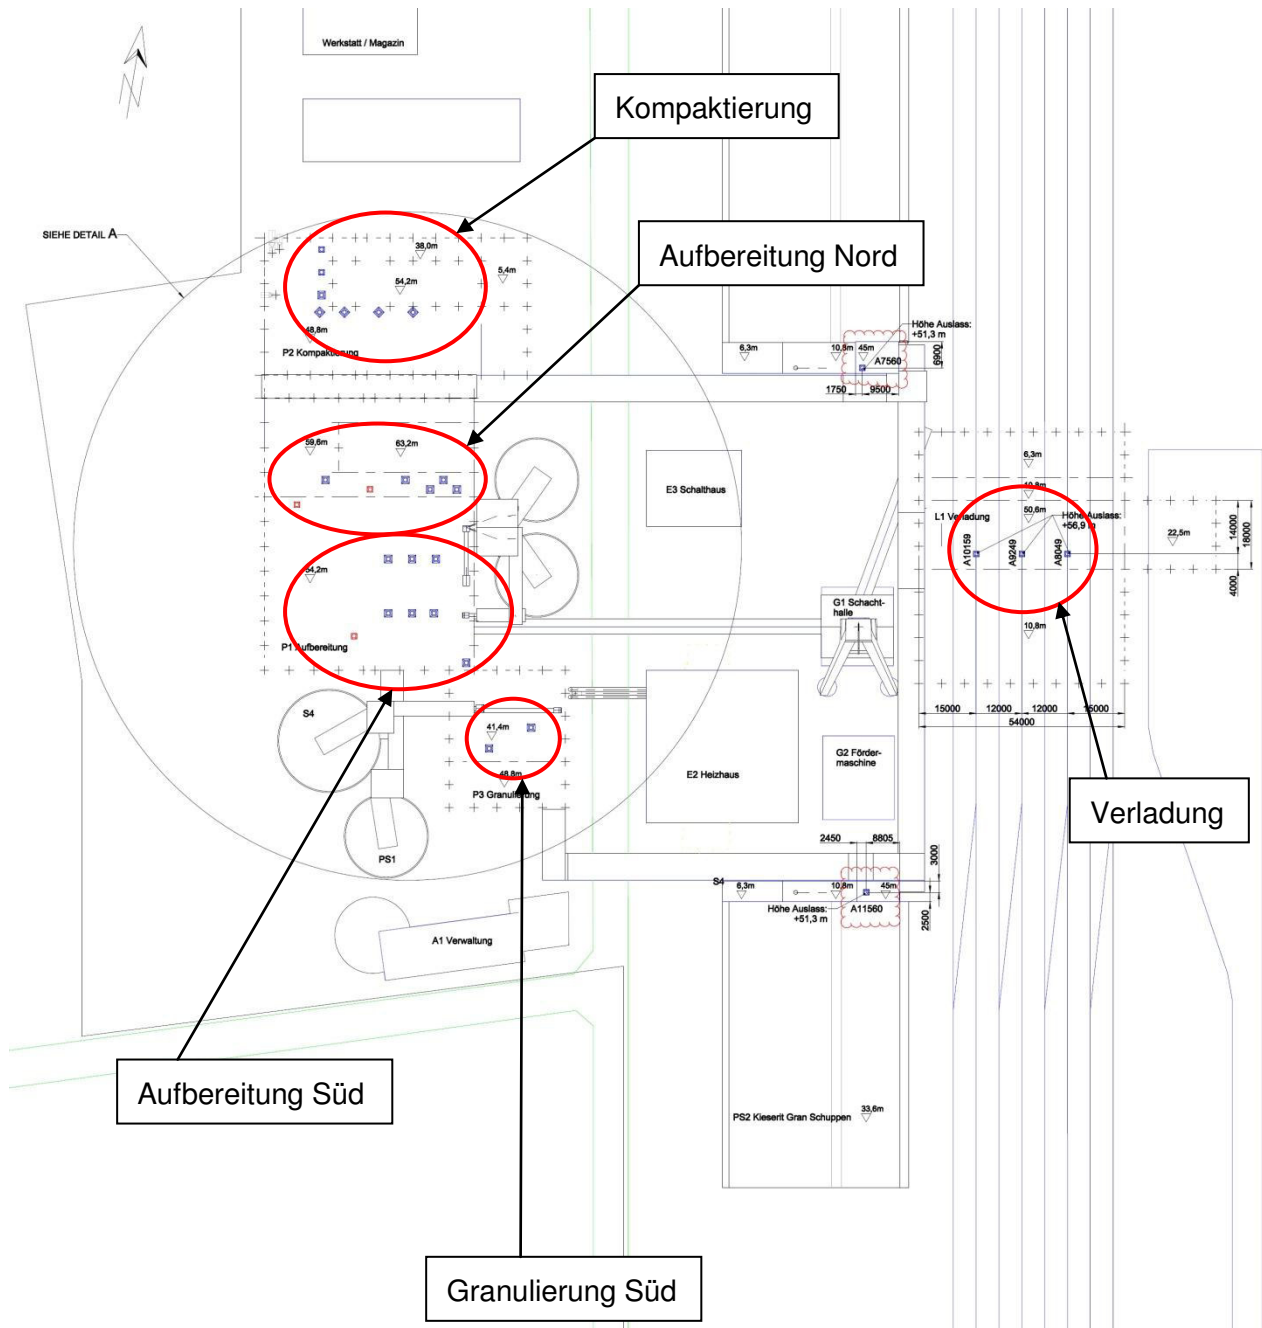 Werkstatt / Magazin
Kompaktierung
SIEHE DETAIL A
Aufbereitung Nord
38,0m
54,2m
5,4m
48,8m
P2 Kompaktierung
Höhe Auslass:
+51,3 m
6,3m
10,8m
45m
A7560
6900
1750
9500
59,6m
63,2m
6,3m
10,8m
E3 Schalthaus
L1 Verladung
50,6m
Höhe Auslass:
+56,9 m
A10159
A9249
A8049
22,5m
14000
18000
4000
54,2m
G1 Schacht-
halle
10,8m
P1 Aufbereitung
S4
41,4m
15000
12000
12000
15000
54000
G2 Förder-
maschine
E2 Heizhaus
48,8m
P3 Granulierung
Verladung
PS1
2450
8805
3000
S4
6,3m
10,8m
45m
Höhe Auslass:
+51,3 m
A11560
2500
A1 Verwaltung
Aufbereitung Süd
PS2 Kieserit Gran Schuppen
33,6m
Granulierung Süd